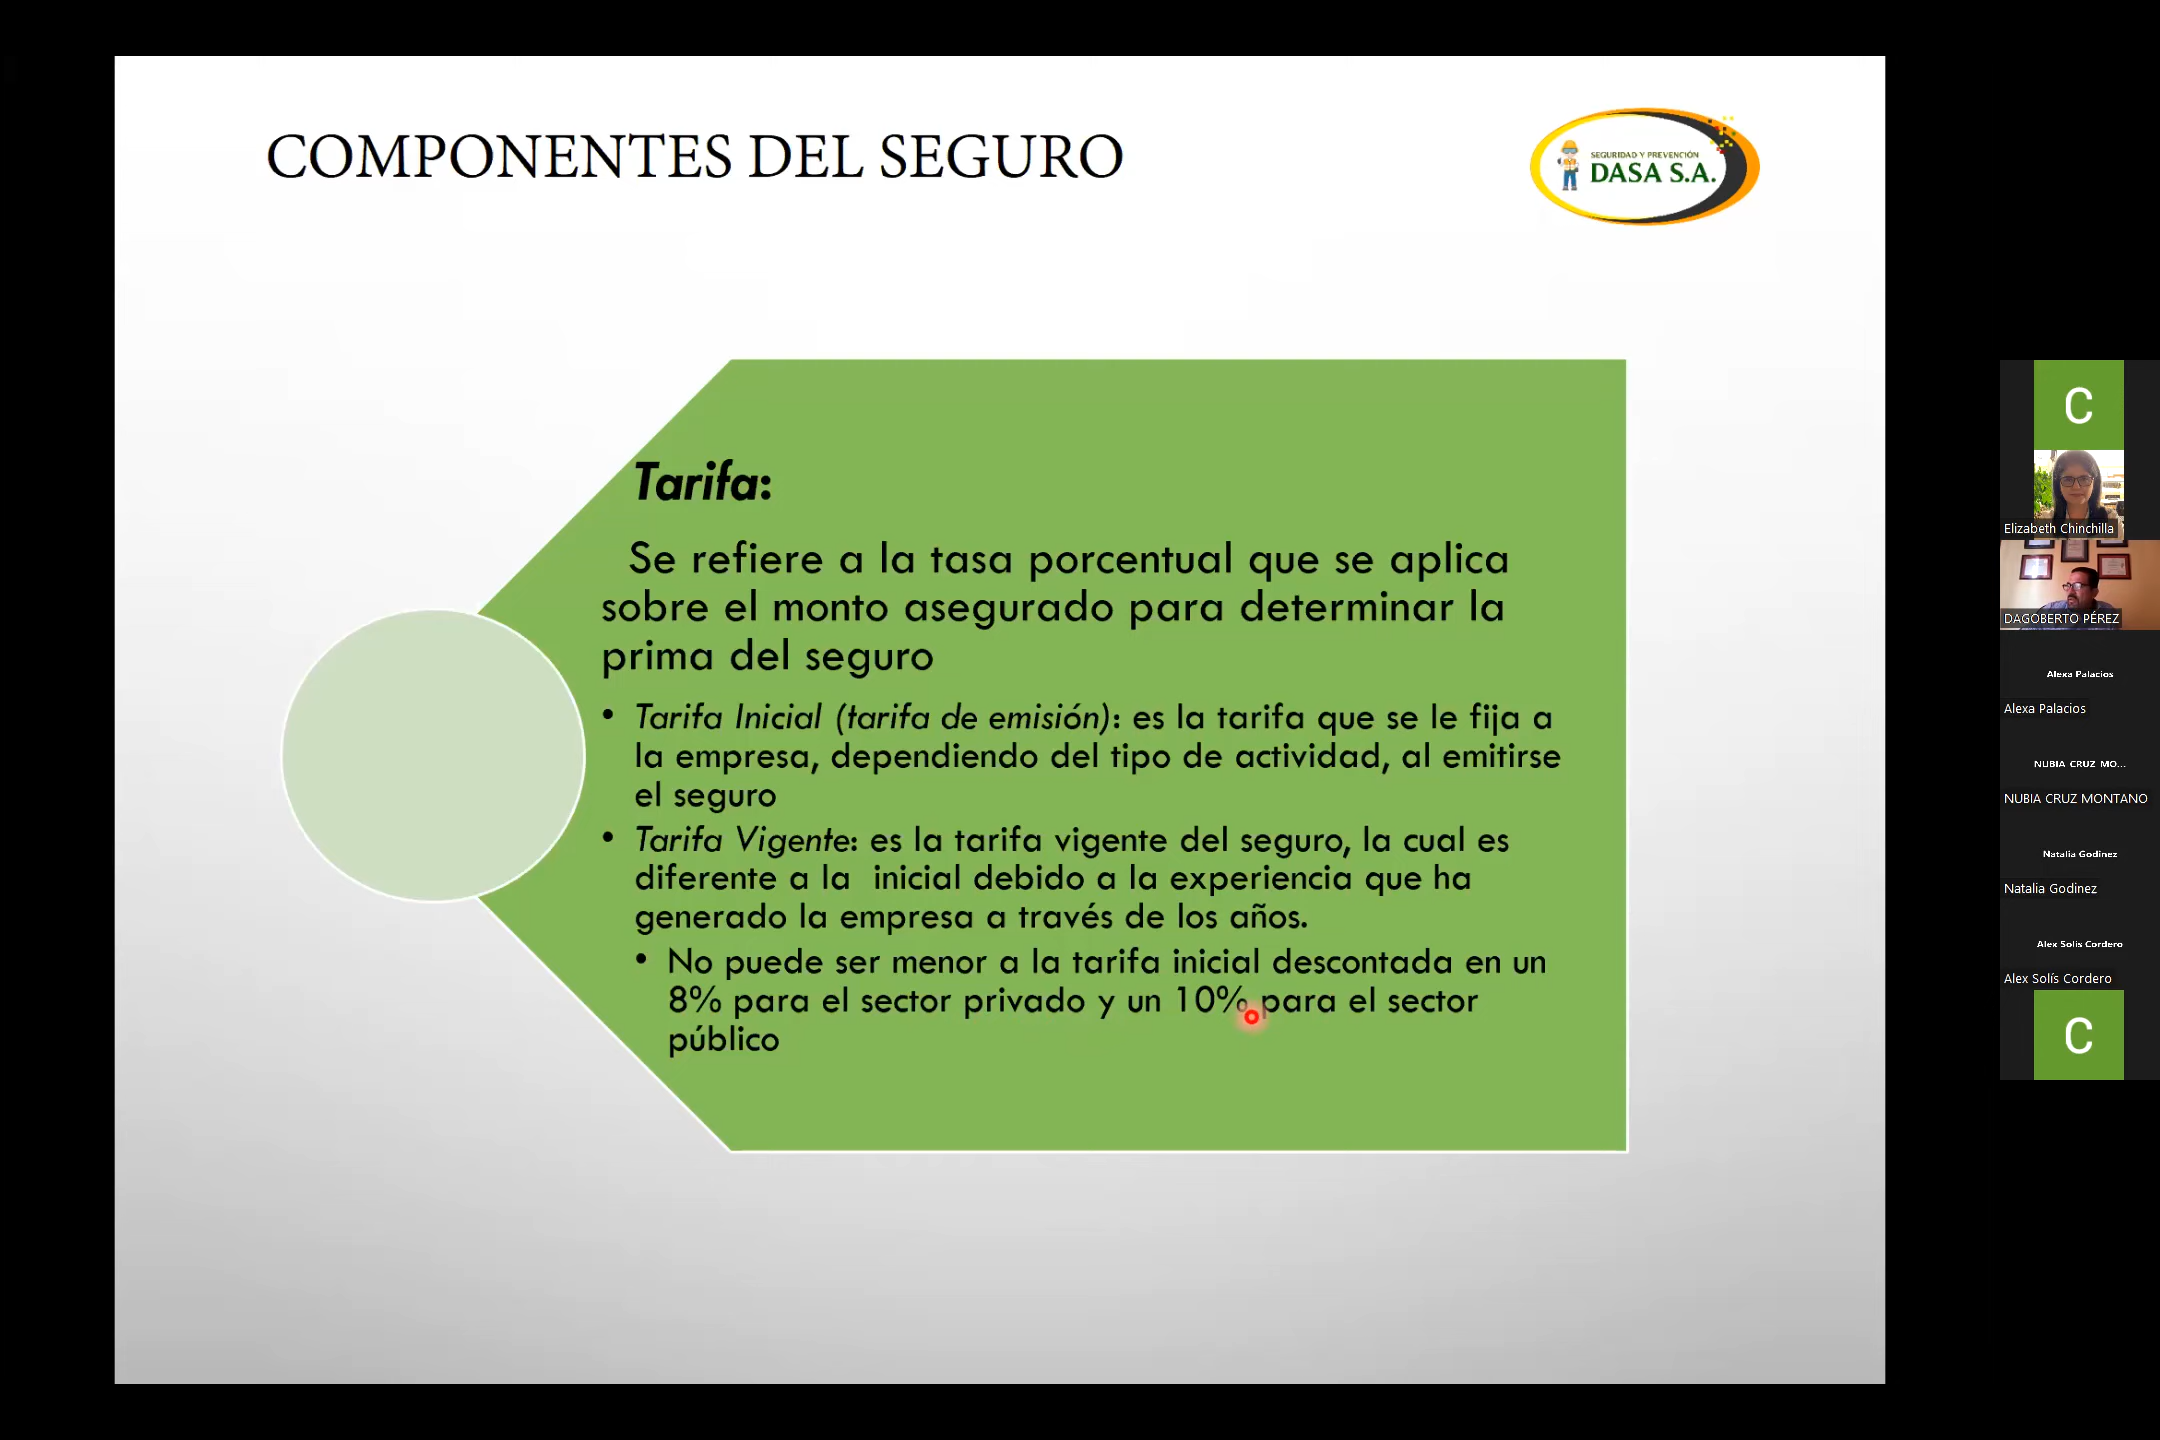 COMPONENTES DEL SEGURO
SEGURIDAD Y PREVENCIÓN
DASA S.A.
Tarifa:
Se refiere a la tasa porcentual que se aplica
sobre el monto asegurado para determinar la
prima del seguro
• Tarifa Inicial (tarifa de emisión): es la tarifa que se le fija a
la empresa, dependiendo del tipo de actividad, al emitirse
el seguro
• Tarifa Vigente: es la tarifa vigente del seguro, la cual es
diferente a la inicial debido a la experiencia que ha
generado la empresa a través de los años.
• No puede ser menor a la tarifa inicial descontada en un
8% para el sector privado y un 10% para el sector
público
C
Elizabeth Chinchilla
DAGOBERTO PÉREZ
Alexa Palacios
Alexa Palacios
NUBIA CRUZ MO...
NUBIA CRUZ MONTANO
Natalia Godinez
Natalia Godinez
Alex Solis Cordero
Alex Solís Cordero
C